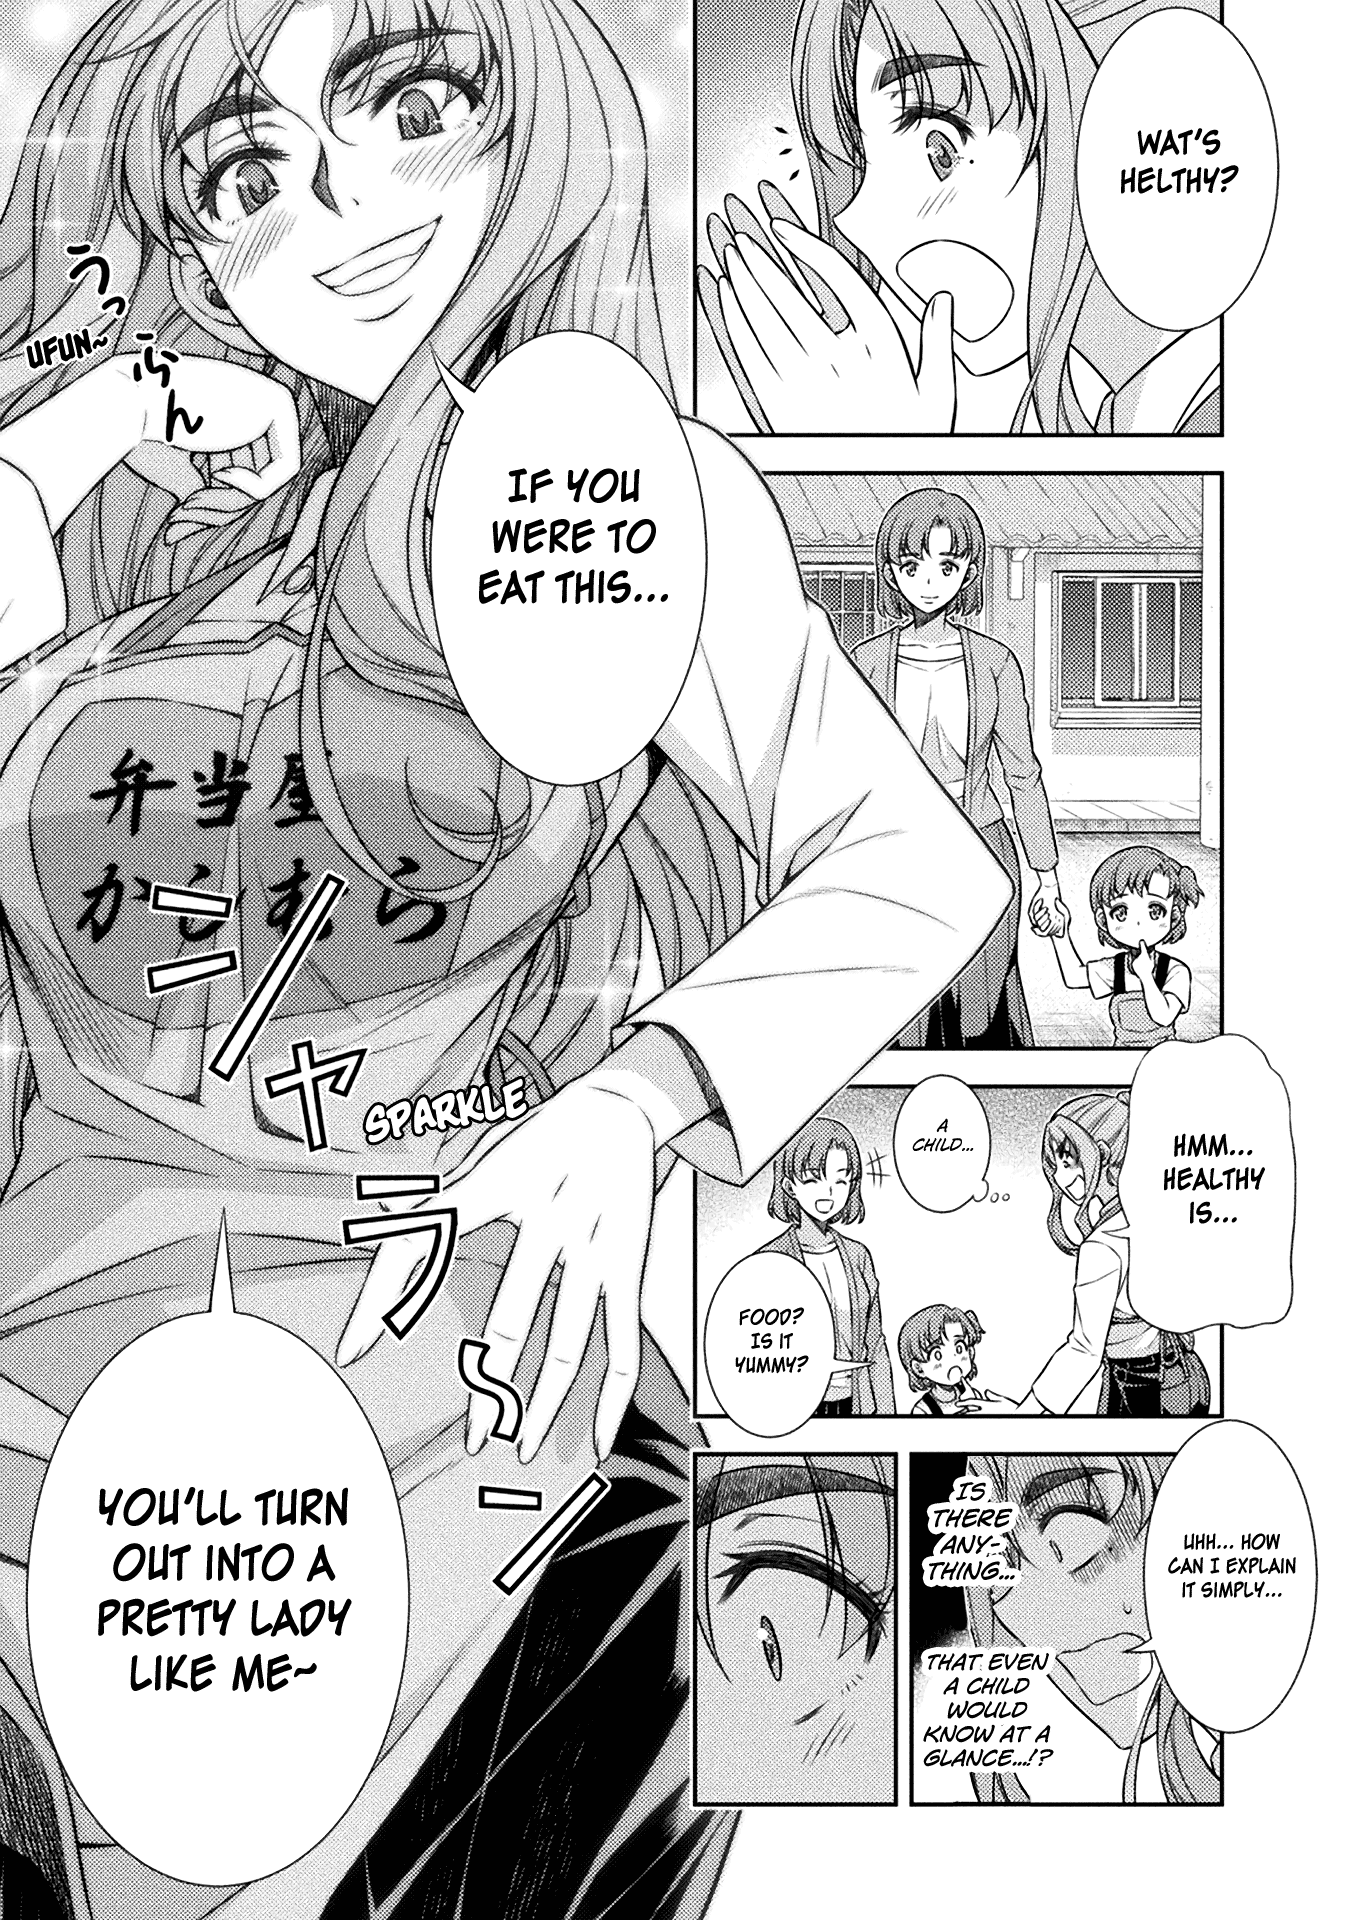 WAT'S
HELTHY?
HMM...
HEALTHY
IS...
A
CHILD...
FOOD?
IS IT
YUMMY?
UHH... HOW
CAN I EXPLAIN
IT SIMPLY...
IS
THERE
ANY-
THING...
THAT EVEN
A CHILD
WOULD
KNOW AT A
GLANCE...!?
IF YOU
WERE TO
EAT THIS...
うっふん
UFUN~
弁当屋
かしむら
シャラ~ン
SPARKLE
YOU'LL TURN
OUT INTO A
PRETTY LADY
LIKE ME~